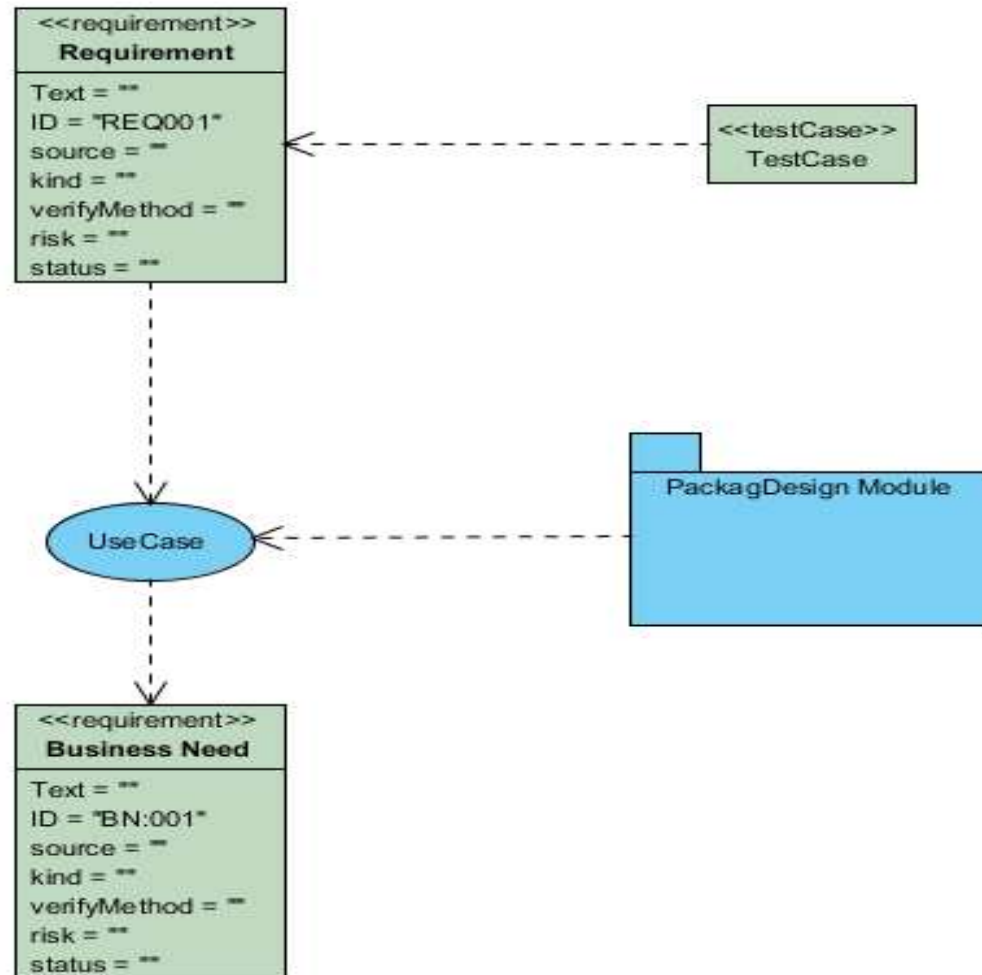 <<requirement>>
Requirement
Text = ""
ID = "REQ001"
source = ""
kind = ""
verifyMethod = ""
risk = ""
status = ""
<<testCase>>
TestCase
UseCase
PackagDesign Module
<<requirement>>
Business Need
Text = ""
ID = "BN:001"
source = ""
kind = ""
verifyMethod = ""
risk = ""
status = ""